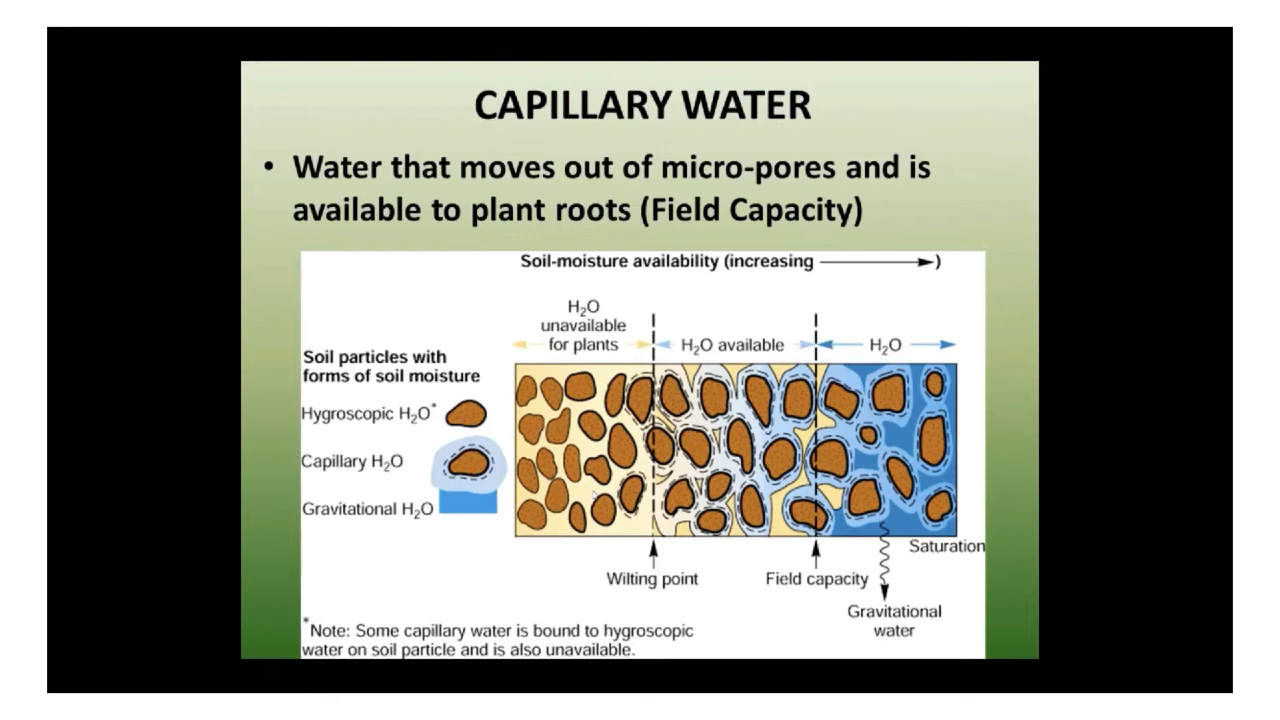 CAPILLARY WATER
• Water that moves out of micro-pores and is
available to plant roots (Field Capacity)
Soil-moisture availability (increasing ⟶)
H₂O
unavailable
for plants
H₂O available
H₂O
Soil particles with
forms of soil moisture
Hygroscopic H₂O*
Capillary H₂O
Gravitational H₂O
Saturation
Wilting point
Field capacity
Gravitational
water
*Note: Some capillary water is bound to hygroscopic
water on soil particle and is also unavailable.